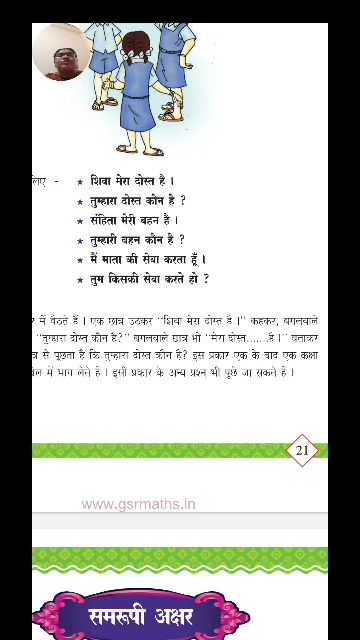 लिए - ★ शिवा मेरा दोस्त है ।
★ तुम्हारा दोस्त कौन है ?
★ संहिता मेरी बहन है ।
★ तुम्हारी बहन कौन है ?
★ मैं माता की सेवा करता हूँ ।
★ तुम किसकी सेवा करते हो ?
र में बैठते हैं । एक छात्र उठकर “शिवा मेरा दोस्त है ।” कहकर, बगलवाले
“तुम्हारा दोस्त कौन है?” बगलवाले छात्र भी “मेरा दोस्त.......है ।” बताकर
त्र से पूछता है कि तुम्हारा दोस्त कौन है? इस प्रकार एक के बाद एक कक्षा
में भाग लेते हैं । इसी प्रकार के अन्य प्रश्न भी पूछे जा सकते हैं ।
21
www.gsrmaths.in
समरूपी अक्षर